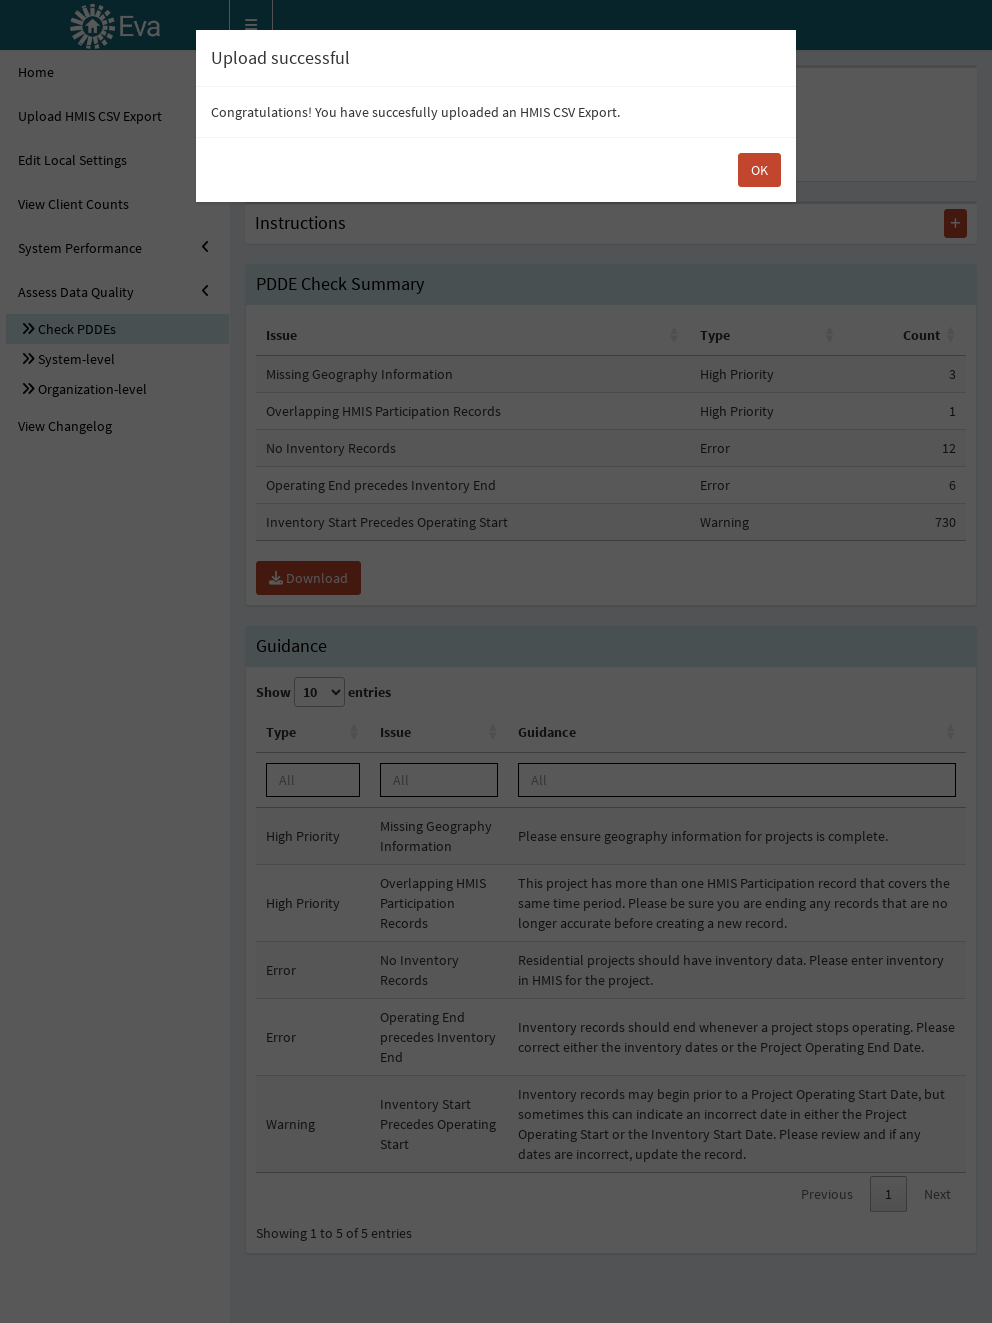 Eva
Upload successful
Congratulations! You have succesfully uploaded an HMIS CSV Export.
OK
Home
Upload HMIS CSV Export
Edit Local Settings
View Client Counts
System Performance
Assess Data Quality
Check PDDEs
System-level
Organization-level
View Changelog
Instructions
PDDE Check Summary
Issue Type Count
Missing Geography Information High Priority 3
Overlapping HMIS Participation Records High Priority 1
No Inventory Records Error 12
Operating End precedes Inventory End Error 6
Inventory Start Precedes Operating Start Warning 730
Download
Guidance
Show 10 entries
Type Issue Guidance
All All All
High Priority
Missing Geography
Information
Please ensure geography information for projects is complete.
High Priority
Overlapping HMIS
Participation
Records
This project has more than one HMIS Participation record that covers the
same time period. Please be sure you are ending any records that are no
longer accurate before creating a new record.
Error
No Inventory
Records
Residential projects should have inventory data. Please enter inventory
in HMIS for the project.
Error
Operating End
precedes Inventory
End
Inventory records should end whenever a project stops operating. Please
correct either the inventory dates or the Project Operating End Date.
Warning
Inventory Start
Precedes Operating
Start
Inventory records may begin prior to a Project Operating Start Date, but
sometimes this can indicate an incorrect date in either the Project
Operating Start or the Inventory Start Date. Please review and if any
dates are incorrect, update the record.
Previous 1 Next
Showing 1 to 5 of 5 entries